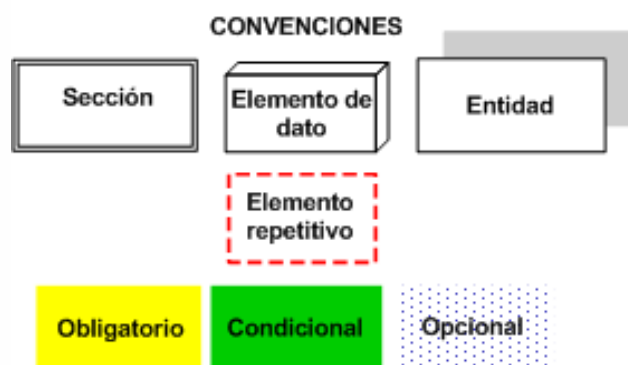 CONVENCIONES
Sección
Elemento de
dato
Entidad
Elemento
repetitivo
Obligatorio
Condicional
Opcional